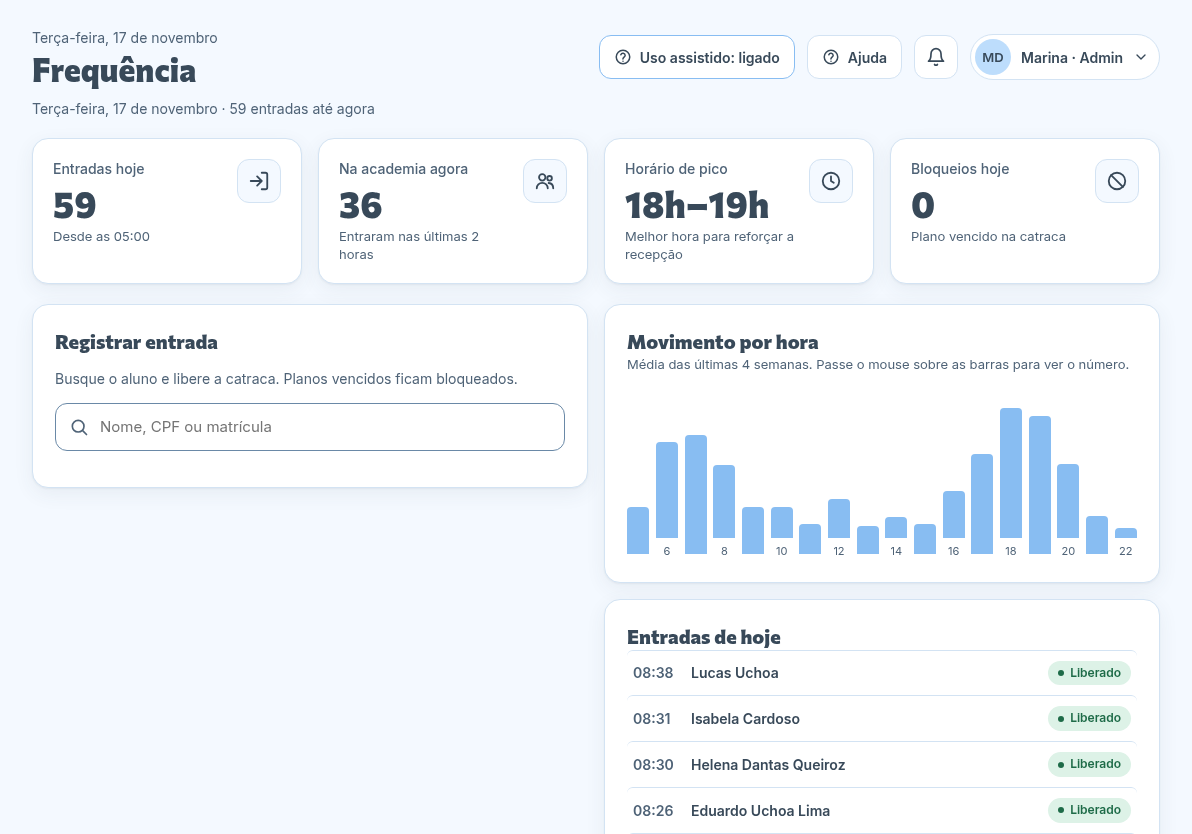 Terça-feira, 17 de novembro
Frequência
Terça-feira, 17 de novembro · 59 entradas até agora
Uso assistido: ligado
Ajuda
MD
Marina · Admin
Entradas hoje
59
Desde as 05:00
Na academia agora
36
Entraram nas últimas 2
horas
Horário de pico
18h–19h
Melhor hora para reforçar a
recepção
Bloqueios hoje
0
Plano vencido na catraca
Registrar entrada
Busque o aluno e libere a catraca. Planos vencidos ficam bloqueados.
Nome, CPF ou matrícula
Movimento por hora
Média das últimas 4 semanas. Passe o mouse sobre as barras para ver o número.
6 8 10 12 14 16 18 20 22
Entradas de hoje
08:38 Lucas Uchoa Liberado
08:31 Isabela Cardoso Liberado
08:30 Helena Dantas Queiroz Liberado
08:26 Eduardo Uchoa Lima Liberado